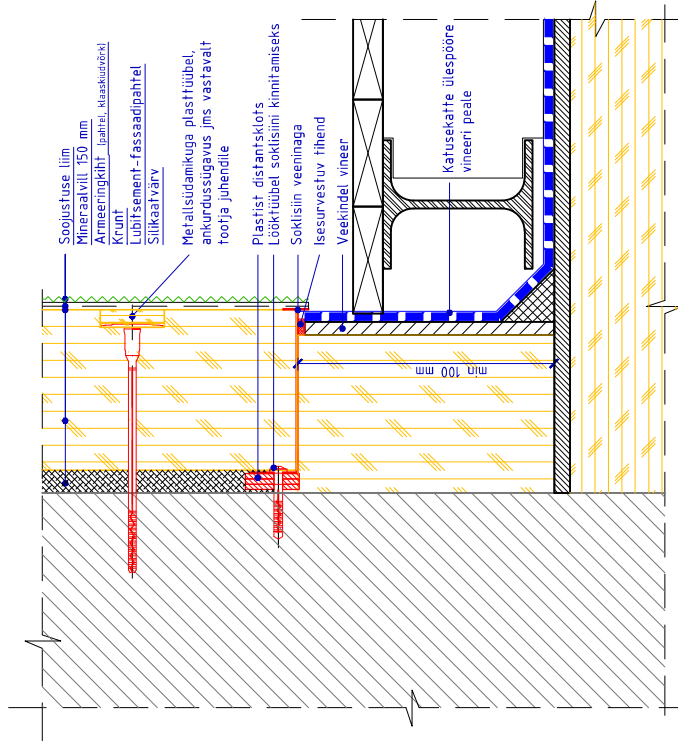 Soojustuse liim
Mineraalvill 150 mm
Armeeringkiht (pahtel, klaaskiudvõrk)
Krunt
Lubitsement-fassaadipahtel
Silikaatvärv
Metallsüdamikuga plasttüübel,
ankurdussügavus jms vastavalt
tootja juhendile
Plastist distantsklots
Lööktüübel soklisiini kinnitamiseks
Soklisiin veeninaga
Isesurvestuv tihend
Veekindel vineer
Katusekatte ülespööre
vineeri peale
min 100 mm